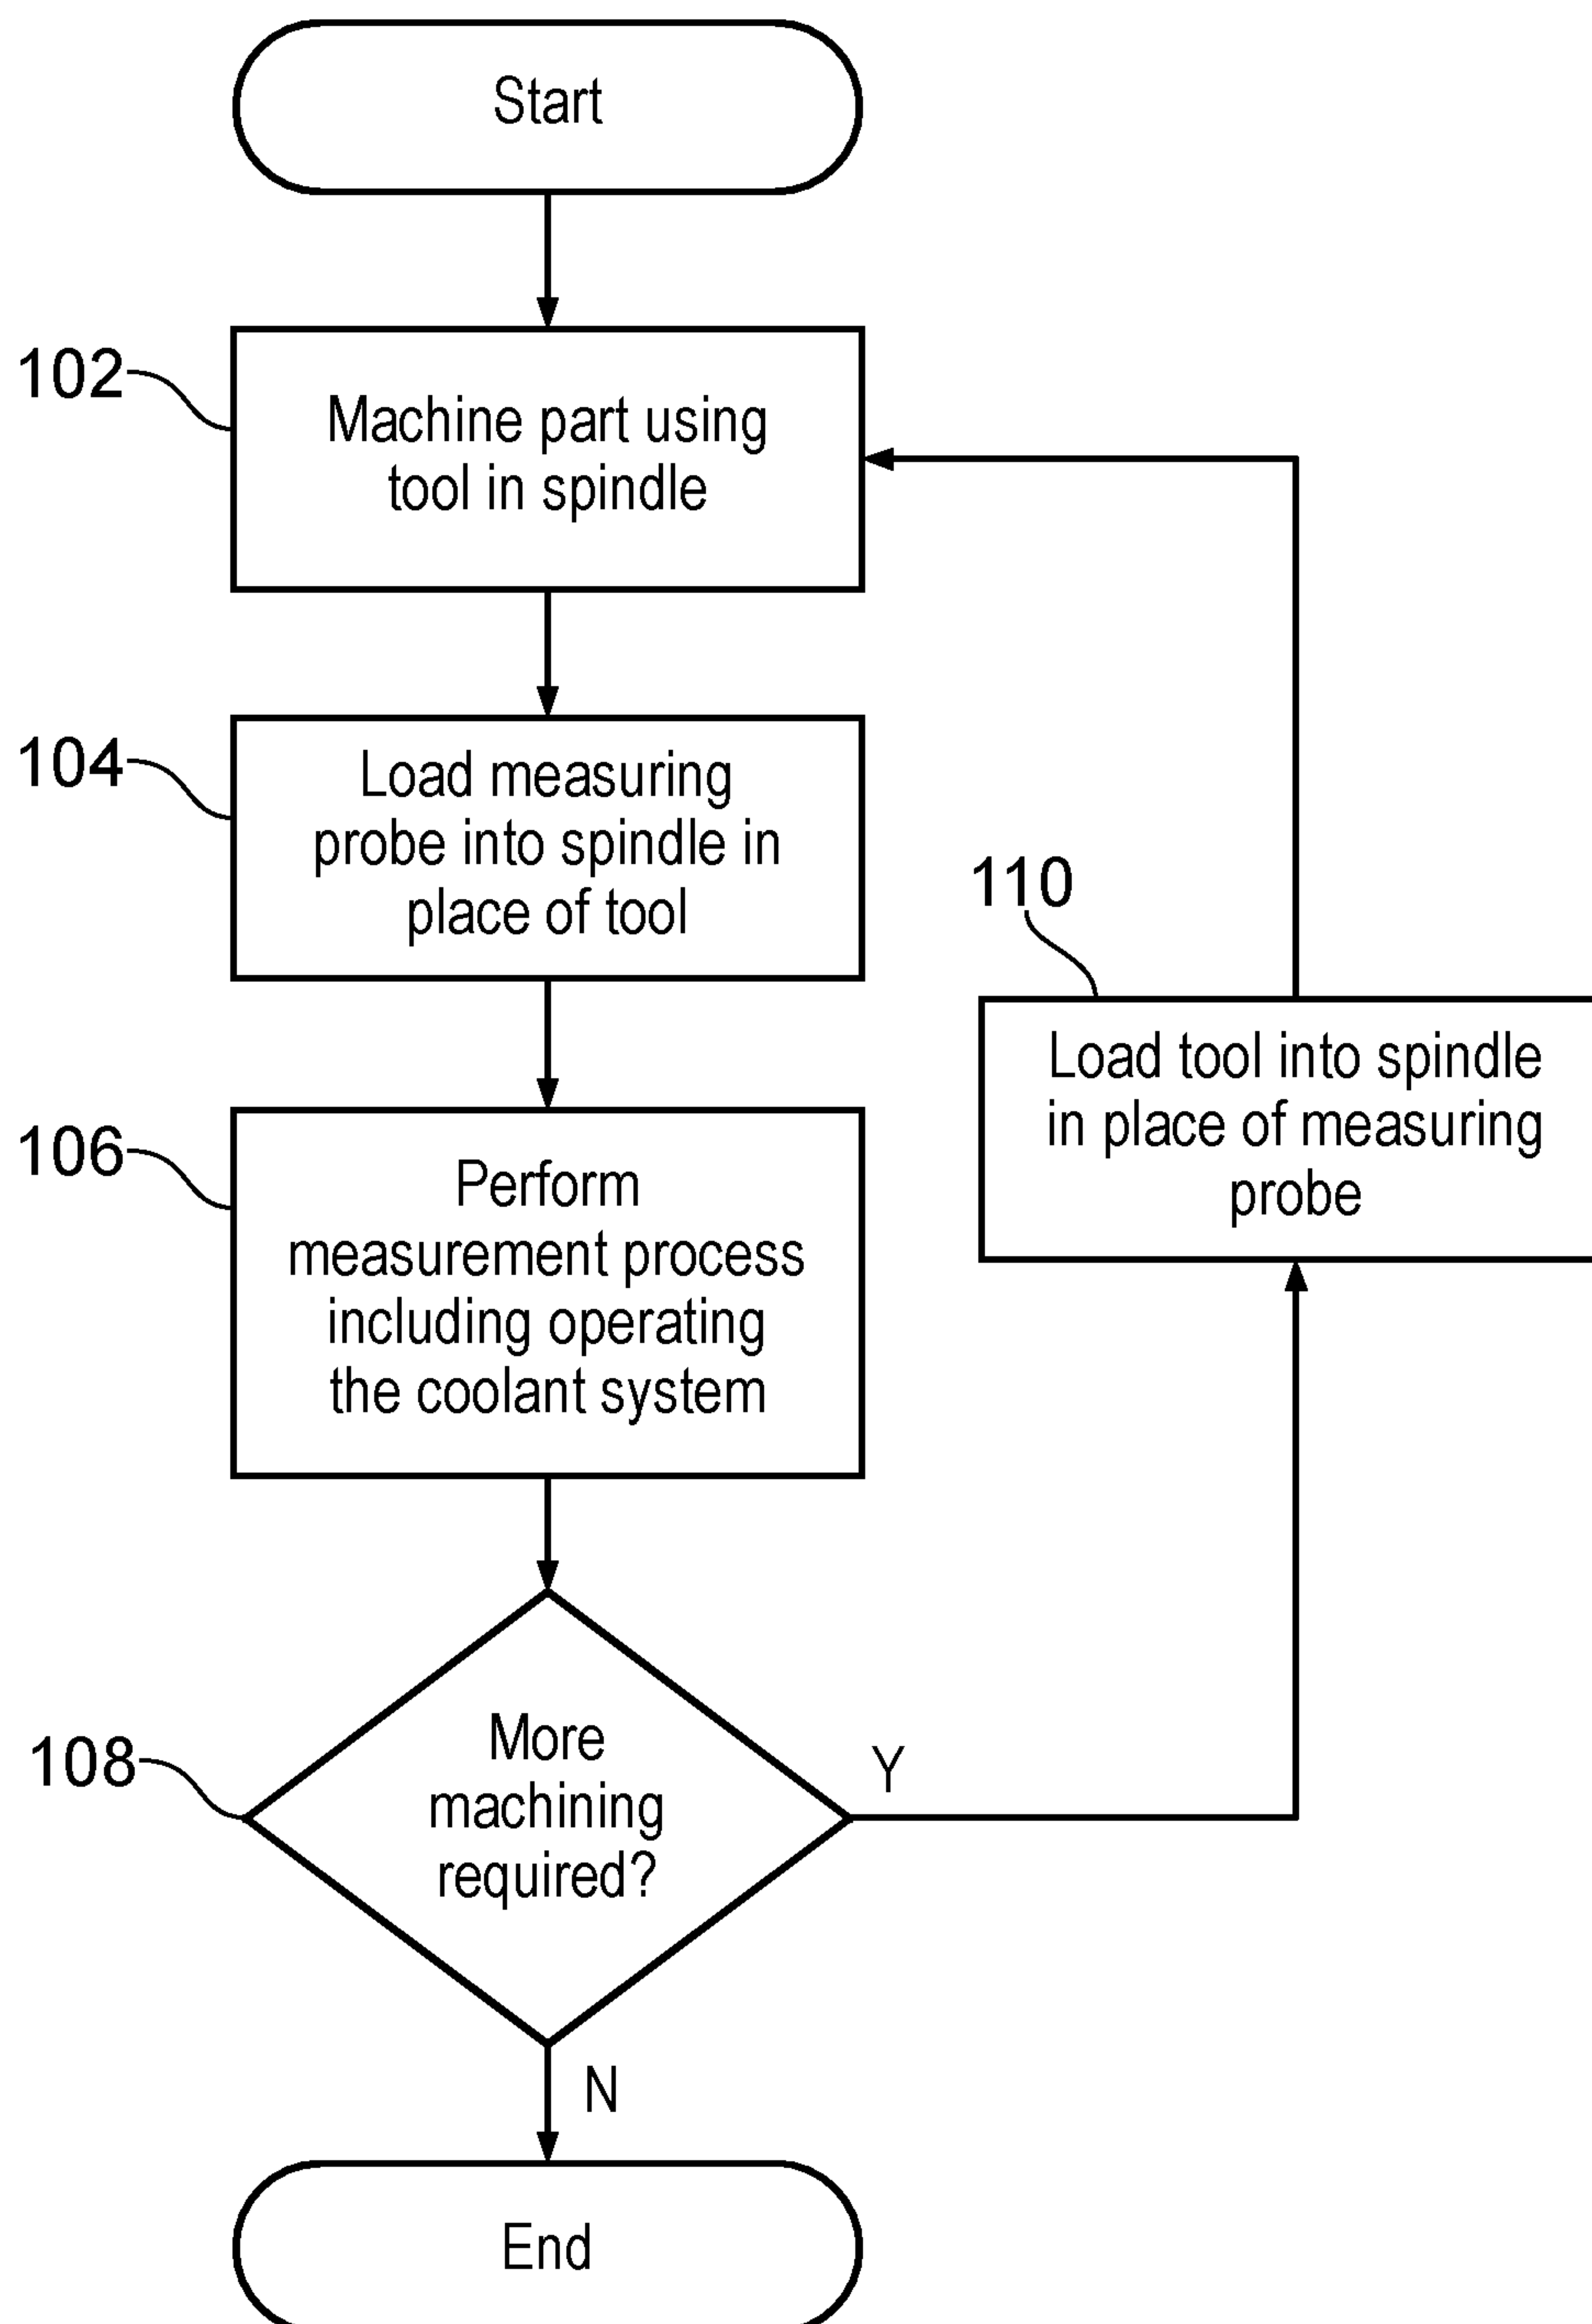 Start
102
Machine part using
tool in spindle
104
Load measuring
probe into spindle in
place of tool
110
Load tool into spindle
in place of measuring
probe
106
Perform
measurement process
including operating
the coolant system
108
More
machining
required?
Y
N
End